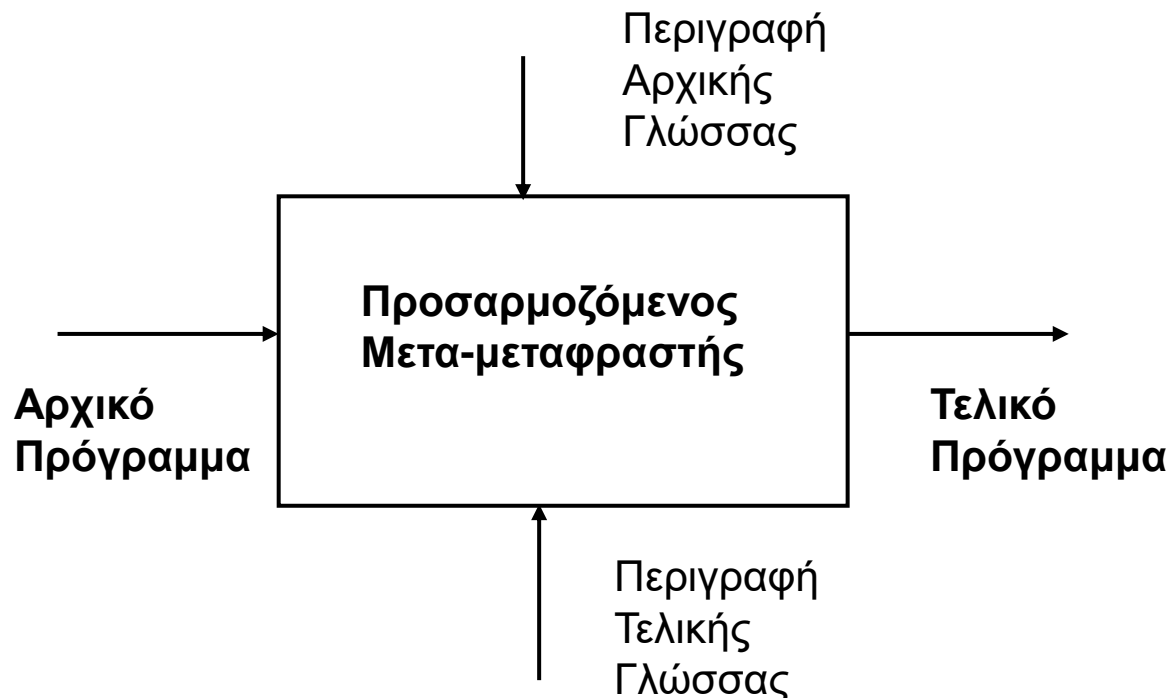 Περιγραφή
Αρχικής
Γλώσσας
Προσαρμοζόμενος
Μετα-μεταφραστής
Αρχικό
Πρόγραμμα
Τελικό
Πρόγραμμα
Περιγραφή
Τελικής
Γλώσσας